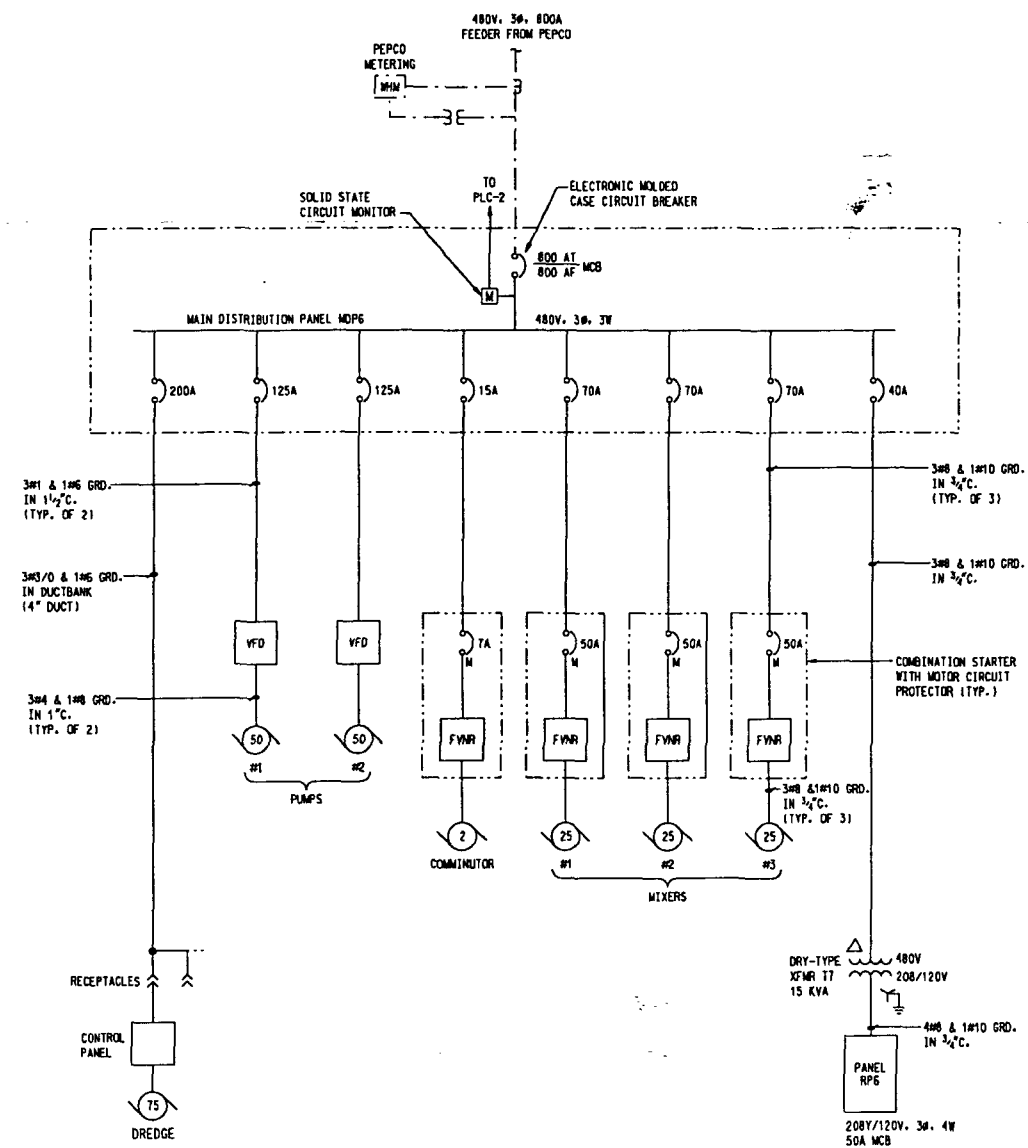 480V, 3Ø, 800A
FEEDER FROM PEPCO
PEPCO
METERING
WHM
TO
PLC-2
ELECTRONIC MOLDED
CASE CIRCUIT BREAKER
SOLID STATE
CIRCUIT MONITOR
800 AT
800 AF
MCB
M
MAIN DISTRIBUTION PANEL MDP6
480V, 3Ø, 3W
200A
125A
125A
15A
70A
70A
70A
40A
3#1 & 1#6 GRD.
IN 1 1/2"C.
(TYP. OF 2)
3#8 & 1#10 GRD.
IN 3/4"C.
(TYP. OF 3)
3#3/0 & 1#6 GRD.
IN DUCTBANK
(4" DUCT)
3#8 & 1#10 GRD.
IN 3/4"C.
VFD
VFD
7A
M
50A
M
50A
M
50A
M
COMBINATION STARTER
WITH MOTOR CIRCUIT
PROTECTOR (TYP.)
3#4 & 1#8 GRD.
IN 1"C.
(TYP. OF 2)
FVNR
FVNR
FVNR
FVNR
50
50
#1
#2
PUMPS
3#8 &1#10 GRD.
IN 3/4"C.
(TYP. OF 3)
2
25
25
25
COMMINUTOR
#1
#2
#3
MIXERS
RECEPTACLES
DRY-TYPE
XFMR T7
15 KVA
480V
208/120V
CONTROL
PANEL
4#8 & 1#10 GRD.
IN 3/4"C.
PANEL
RP6
75
DREDGE
208Y/120V, 3Ø, 4W
50A MCB